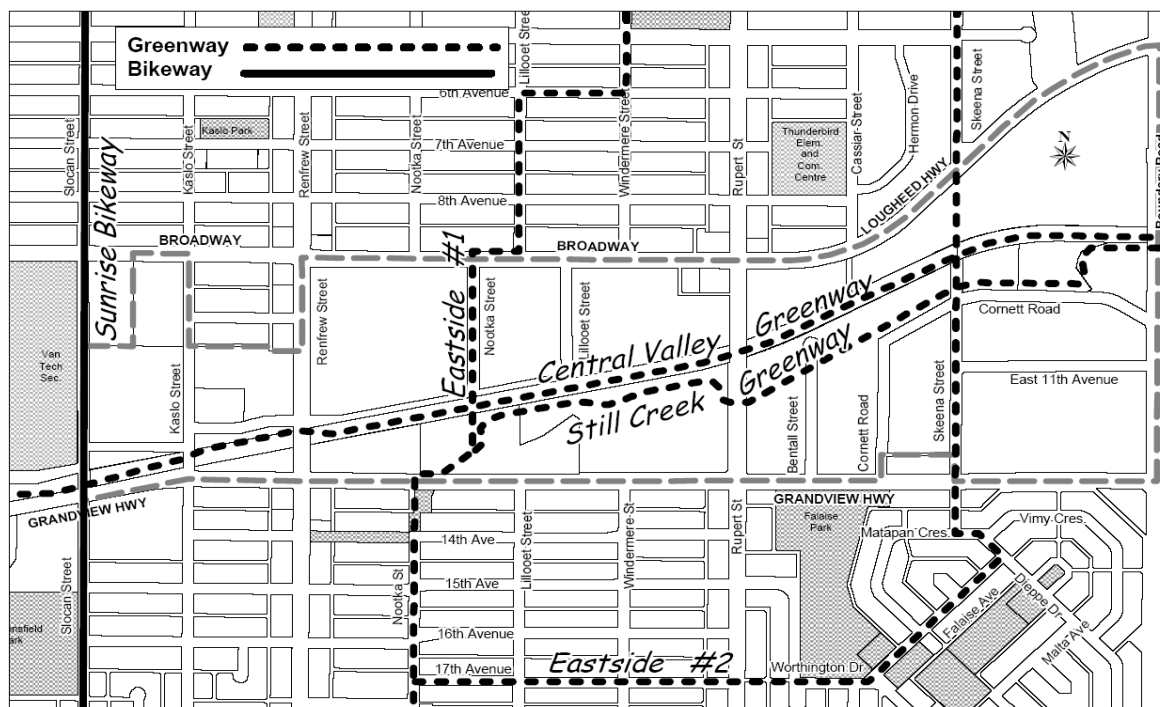 Greenway
Bikeway
Lillooet Street
6th Avenue
Slocan Street
Kaslo Park
Kaslo Street
Renfrew Street
Nootka Street
7th Avenue
8th Avenue
Windermere Street
Rupert St
Thunderbird
Elem.
and
Com.
Centre
Cassiar Street
Hermon Drive
Skeena Street
N
LOUGHEED HWY
Boundary Road
Sunrise Bikeway
BROADWAY
BROADWAY
Eastside #1
Renfrew Street
Nootka Street
Lillooet Street
Central Valley Greenway
Still Creek Greenway
Cornett Road
East 11th Avenue
Van
Tech
Sec.
Kaslo Street
Bentall Street
Cornett Road
Skeena Street
GRANDVIEW HWY
GRANDVIEW HWY
Falaise
Park
Matapan Cres.
Vimy Cres.
Slocan Street
Nootka St
14th Ave
15th Ave
16th Avenue
17th Avenue
Lillooet Street
Windermere St
Rupert St
Dieppe Dr
Falaise Ave
Malta Ave
Worthington Dr
Eastside #2